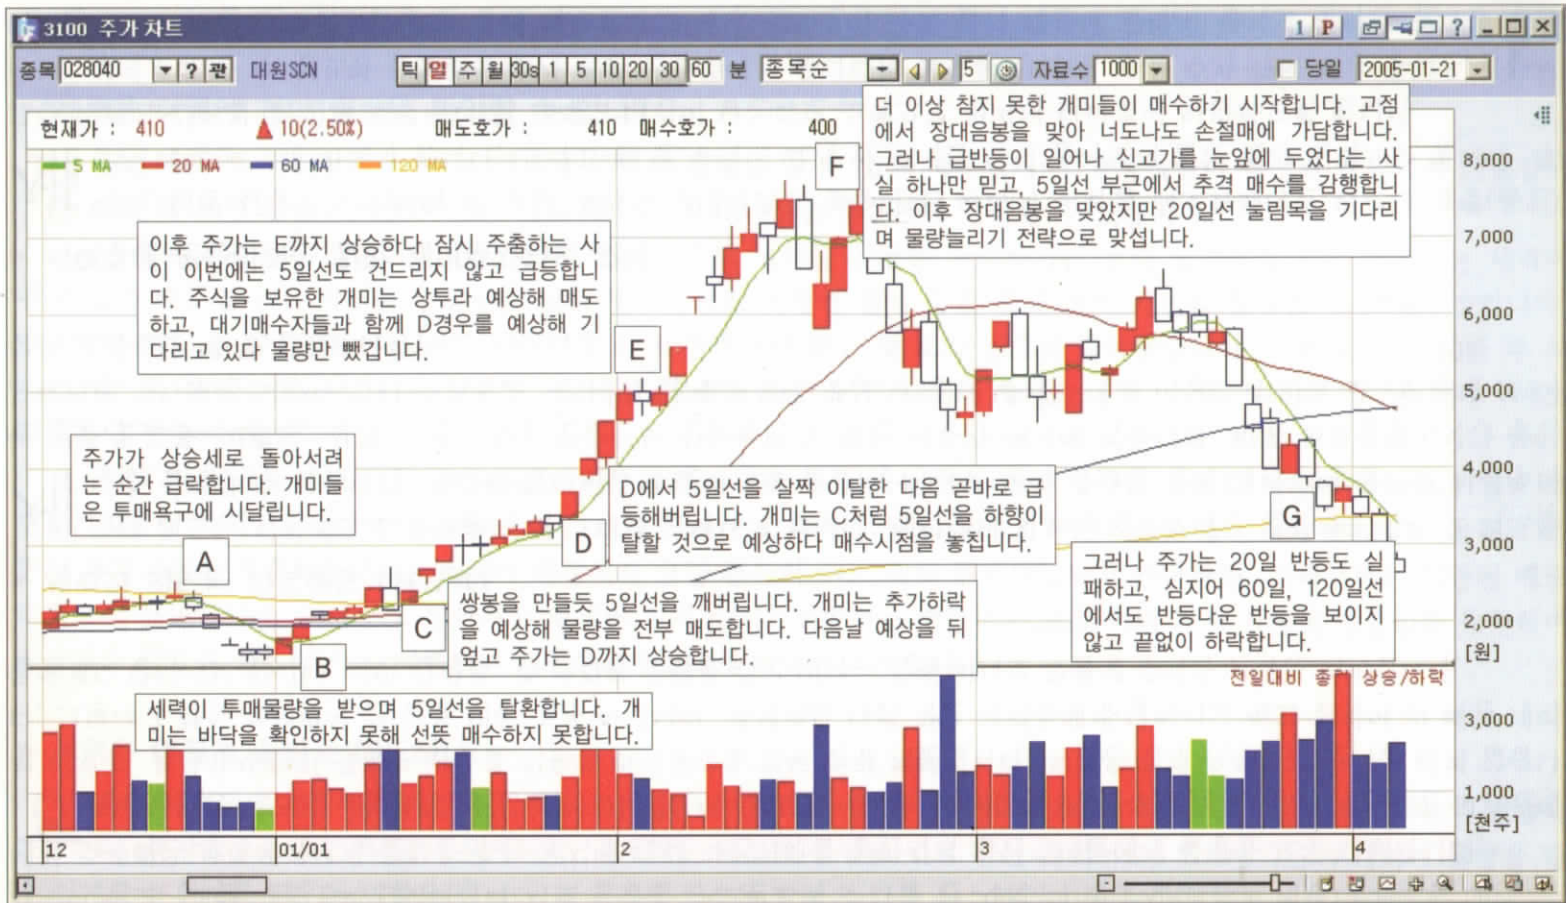 3100 주가차트
1 P ?
종목 028040 ? 관 대원SCN 틱 일 주 월 30s 1 5 10 20 30 60 분 종목순 5 자료수 1000 당일 2005-01-21
현재가 : 410 ▲ 10(2.50%) 매도호가 : 410 매수호가 : 400
5 MA 20 MA 60 MA 120 MA
더 이상 참지 못한 개미들이 매수하기 시작합니다. 고점
에서 장대음봉을 맞아 너도나도 손절매에 가담합니다.
그러나 급반등이 일어나 신고가를 눈앞에 두었다는 사
실 하나만 믿고, 5일선 부근에서 추격 매수를 감행합니
다. 이후 장대음봉을 맞았지만 20일선 눌림목을 기다리
며 물량늘리기 전략으로 맞섭니다.
F
이후 주가는 E까지 상승하다 잠시 주춤하는 사
이 이번에는 5일선도 건드리지 않고 급등합니
다. 주식을 보유한 개미는 상투라 예상해 매도
하고, 대기매수자들과 함께 D경우를 예상해 기
다리고 있던 물량만 뺐깁니다.
E
주가가 상승세로 돌아서려
는 순간 급락합니다. 개미들
은 투매욕구에 시달립니다.
A
D에서 5일선을 살짝 이탈한 다음 곧바로 급
등해버립니다. 개미는 C처럼 5일선을 하향이
탈할 것으로 예상하다 매수시점을 놓칩니다.
D
G
그러나 주가는 20일 반등도 실
패하고, 심지어 60일, 120일선
에서도 반등다운 반등을 보이지
않고 끝없이 하락합니다.
C
쌍봉을 만들듯 5일선을 깨버립니다. 개미는 추가하락
을 예상해 물량을 전부 매도합니다. 다음날 예상을 뒤
엎고 주가는 D까지 상승합니다.
B
세력이 투매물량을 받으며 5일선을 탈환합니다. 개
미는 바닥을 확인하지 못해 선뜻 매수하지 못합니다.
8,000
7,000
6,000
5,000
4,000
3,000
2,000
[원]
전일대비 상승/하락
3,000
1,000
[천주]
12 01/01 2 3 4